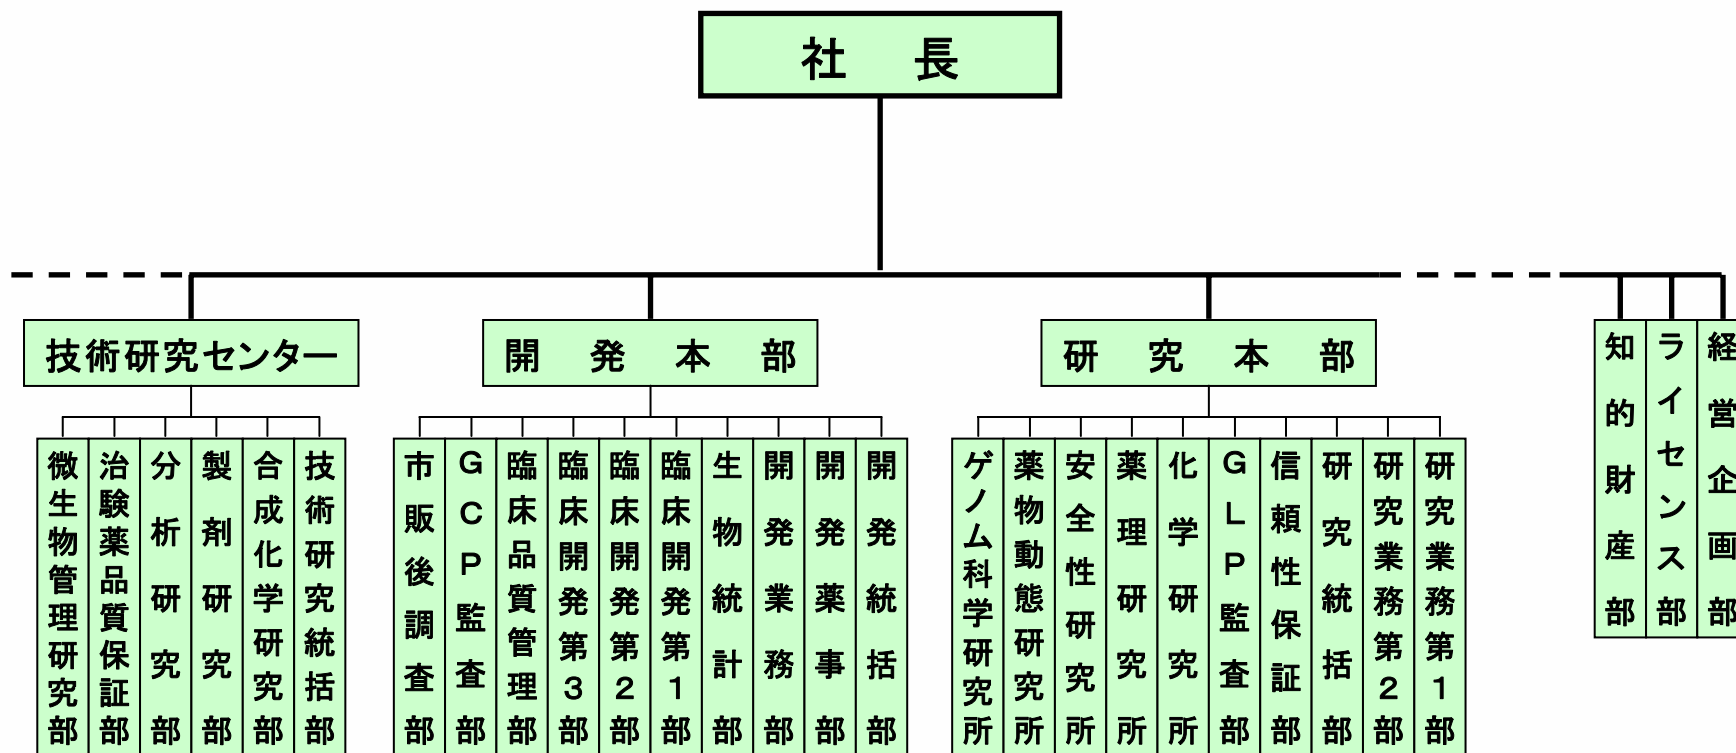 社長
技術研究センター
開発本部
研究本部
知的財産部
ライセンス部
経営企画部
微生物管理研究部
治験薬品質保証部
分析研究部
製剤研究部
合成化学研究部
技術研究統括部
市販後調査部
GCP監査部
臨床品質管理部
臨床開発第3部
臨床開発第2部
臨床開発第1部
生物統計部
開発業務部
開発薬事部
開発統括部
ゲノム科学研究所
薬物動態研究所
安全性研究所
薬理研究所
化学研究所
GLP監査部
信頼性保証部
研究統括部
研究業務第2部
研究業務第1部